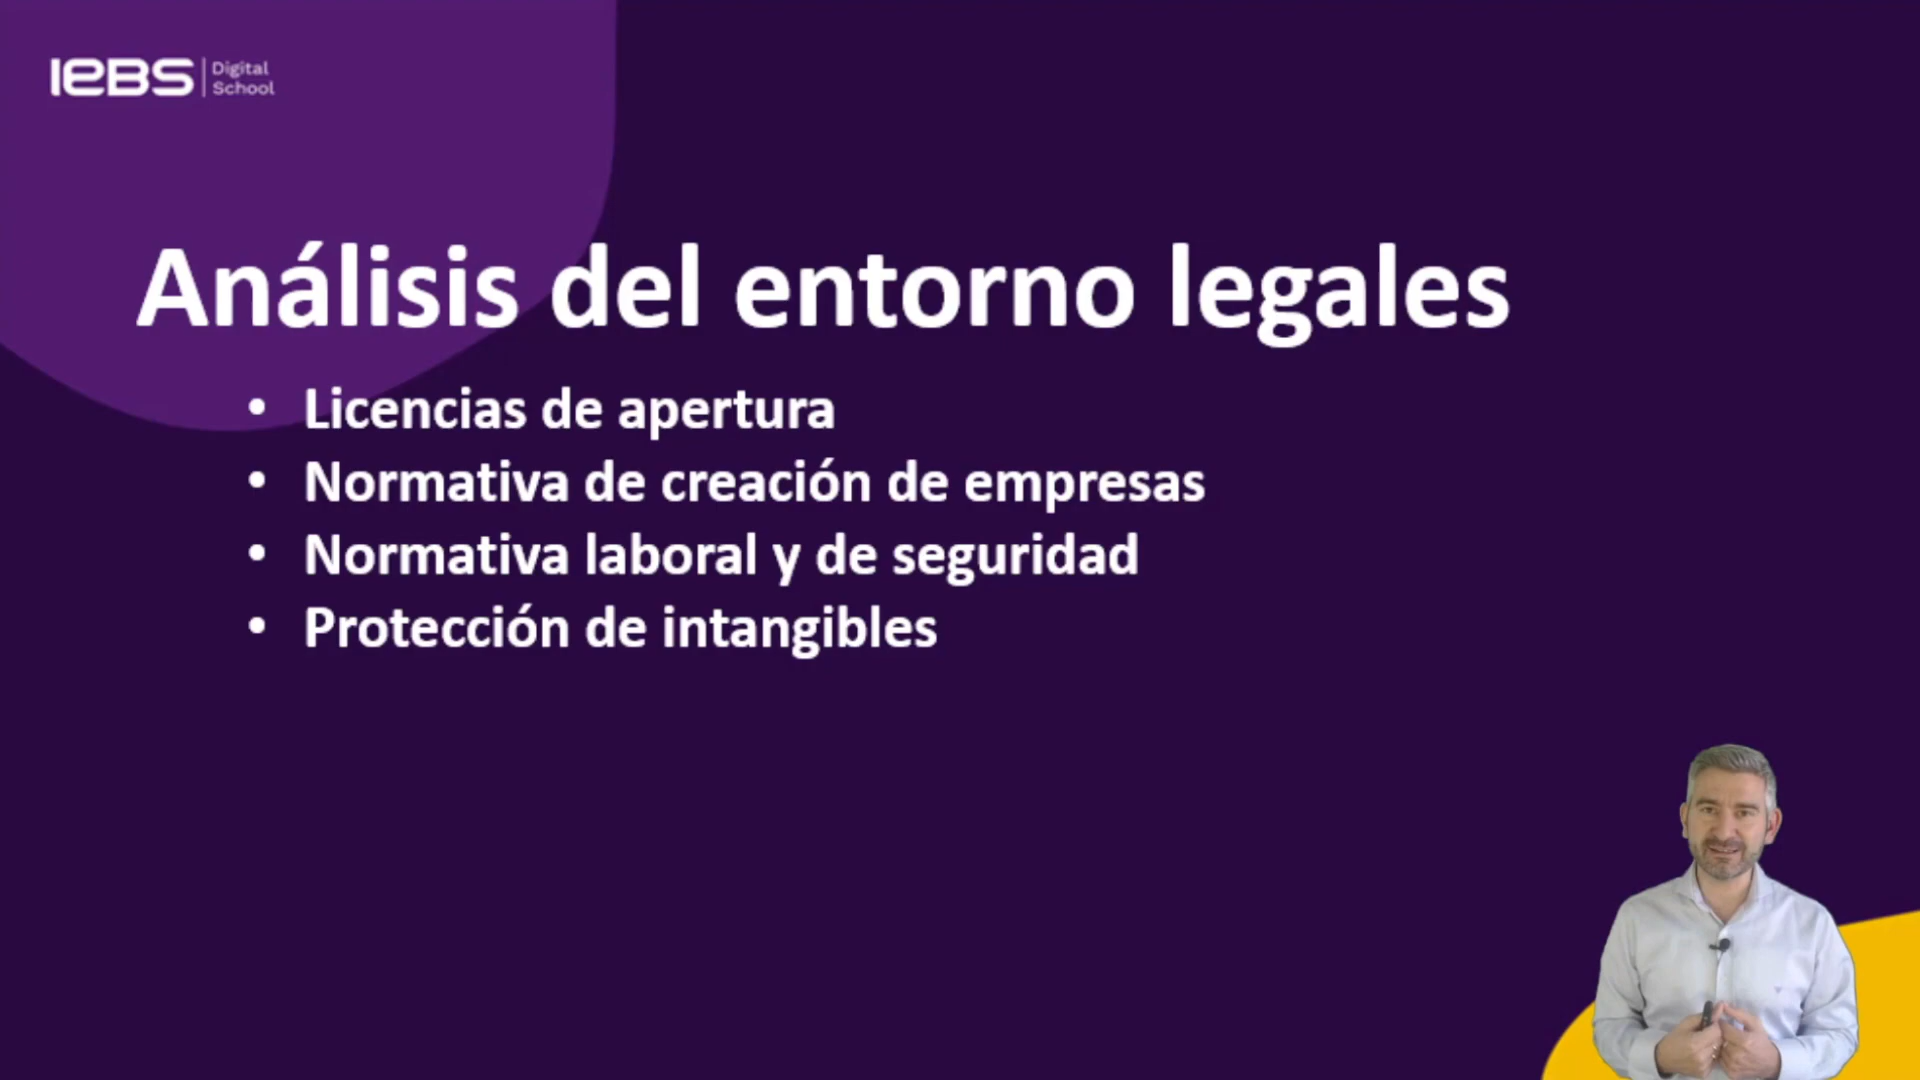 IEBS Digital School
Análisis del entorno legales
• Licencias de apertura
• Normativa de creación de empresas
• Normativa laboral y de seguridad
• Protección de intangibles